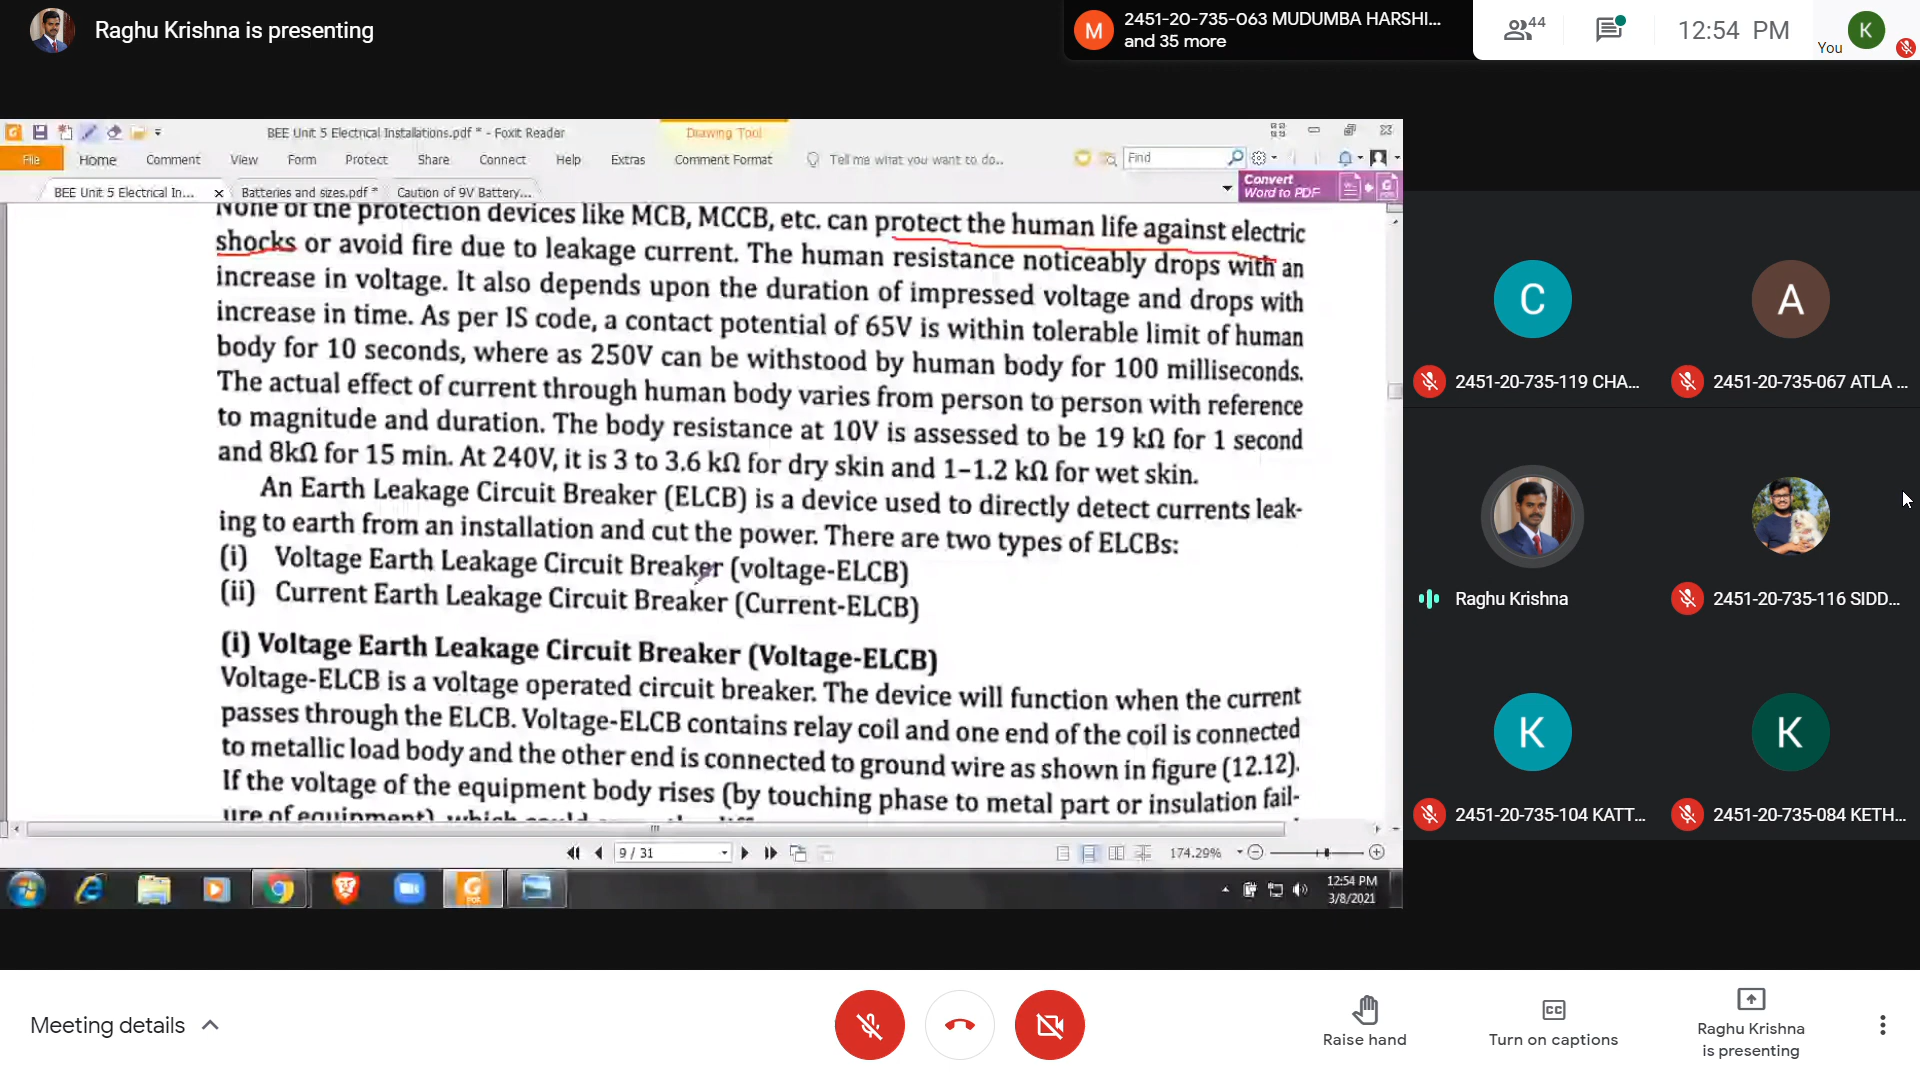 Raghu Krishna is presenting
M
2451-20-735-063 MUDUMBA HARSHI...
and 35 more
44
12:54 PM
You
K
BEE Unit 5 Electrical Installations.pdf * - Foxit Reader
Drawing Tool
File Home Comment View Form Protect Share Connect Help Extras Comment Format Tell me what you want to do.. Find
BEE Unit 5 Electrical In... Batteries and sizes.pdf * Caution of 9V Battery...
Convert
Word to PDF
None of the protection devices like MCB, MCCB, etc. can protect the human life against electric
shocks or avoid fire due to leakage current. The human resistance noticeably drops with an
increase in voltage. It also depends upon the duration of impressed voltage and drops with
increase in time. As per IS code, a contact potential of 65V is within tolerable limit of human
body for 10 seconds, where as 250V can be withstood by human body for 100 milliseconds.
The actual effect of current through human body varies from person to person with reference
to magnitude and duration. The body resistance at 10V is assessed to be 19 kΩ for 1 second
and 8kΩ for 15 min. At 240V, it is 3 to 3.6 kΩ for dry skin and 1–1.2 kΩ for wet skin.
An Earth Leakage Circuit Breaker (ELCB) is a device used to directly detect currents leak-
ing to earth from an installation and cut the power. There are two types of ELCBs:
(i) Voltage Earth Leakage Circuit Breaker (voltage-ELCB)
(ii) Current Earth Leakage Circuit Breaker (Current-ELCB)
(i) Voltage Earth Leakage Circuit Breaker (Voltage-ELCB)
Voltage-ELCB is a voltage operated circuit breaker. The device will function when the current
passes through the ELCB. Voltage-ELCB contains relay coil and one end of the coil is connected
to metallic load body and the other end is connected to ground wire as shown in figure (12.12).
If the voltage of the equipment body rises (by touching phase to metal part or insulation fail-
ure of equipment), which could
9 / 31
174.29%
12:54 PM
3/8/2021
C
2451-20-735-119 CHA...
A
2451-20-735-067 ATLA ...
Raghu Krishna
2451-20-735-116 SIDD...
K
2451-20-735-104 KATT...
K
2451-20-735-084 KETH...
Meeting details
Raise hand
Turn on captions
Raghu Krishna
is presenting